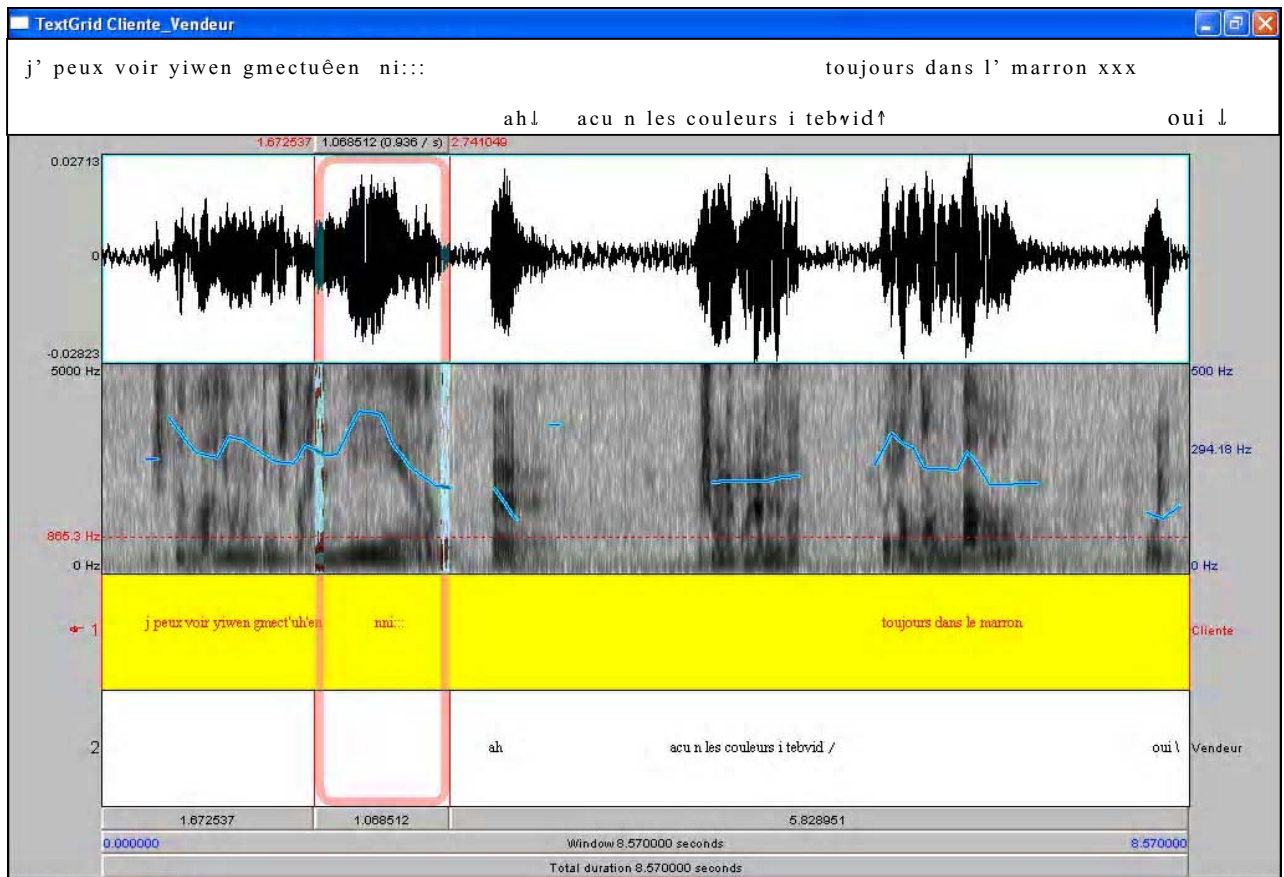 TextGrid Cliente_Vendeur
j’ peux voir yiwen gmectuêen ni::: toujours dans l’ marron xxx
ah⇓ acu n les couleurs i tebvid↑ oui ⇓
1.672537 1.068512 (0.936 / s) 2.741049
0.02713
0
-0.02823
5000 Hz 500 Hz
294.18 Hz
865.3 Hz
0 Hz 0 Hz
1 j peux voir yiwen gmect'uh'en nni::: toujours dans le marron Cliente
2 ah acu n les couleurs i tebvid / oui \ Vendeur
1.672537 1.068512 5.828951
0.000000 Window 8.570000 seconds 8.570000
Total duration 8.570000 seconds